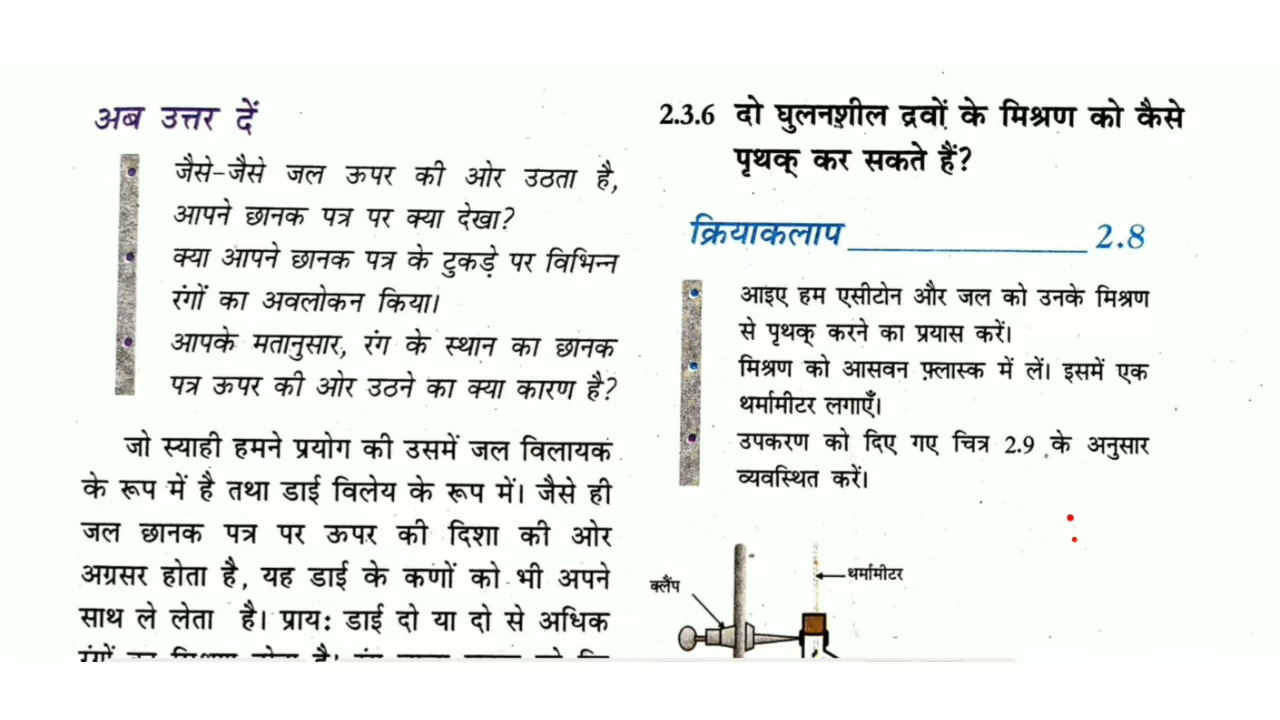 अब उत्तर दें
जैसे-जैसे जल ऊपर की ओर उठता है,
आपने छानक पत्र पर क्या देखा?
क्या आपने छानक पत्र के टुकड़े पर विभिन्न
रंगों का अवलोकन किया।
आपके मतानुसार, रंग के स्थान का छानक
पत्र ऊपर की ओर उठने का क्या कारण है?
जो स्याही हमने प्रयोग की उसमें जल विलायक
के रूप में है तथा डाई विलेय के रूप में। जैसे ही
जल छानक पत्र पर ऊपर की दिशा की ओर
अग्रसर होता है, यह डाई के कणों को भी अपने
साथ ले लेता है। प्राय: डाई दो या दो से अधिक
2.3.6 दो घुलनशील द्रवों के मिश्रण को कैसे
पृथक् कर सकते हैं?
क्रियाकलाप 2.8
आइए हम एसीटोन और जल को उनके मिश्रण
से पृथक् करने का प्रयास करें।
मिश्रण को आसवन फ़्लास्क में लें। इसमें एक
थर्मामीटर लगाएँ।
उपकरण को दिए गए चित्र 2.9 के अनुसार
व्यवस्थित करें।
थर्मामीटर
क्लैंप